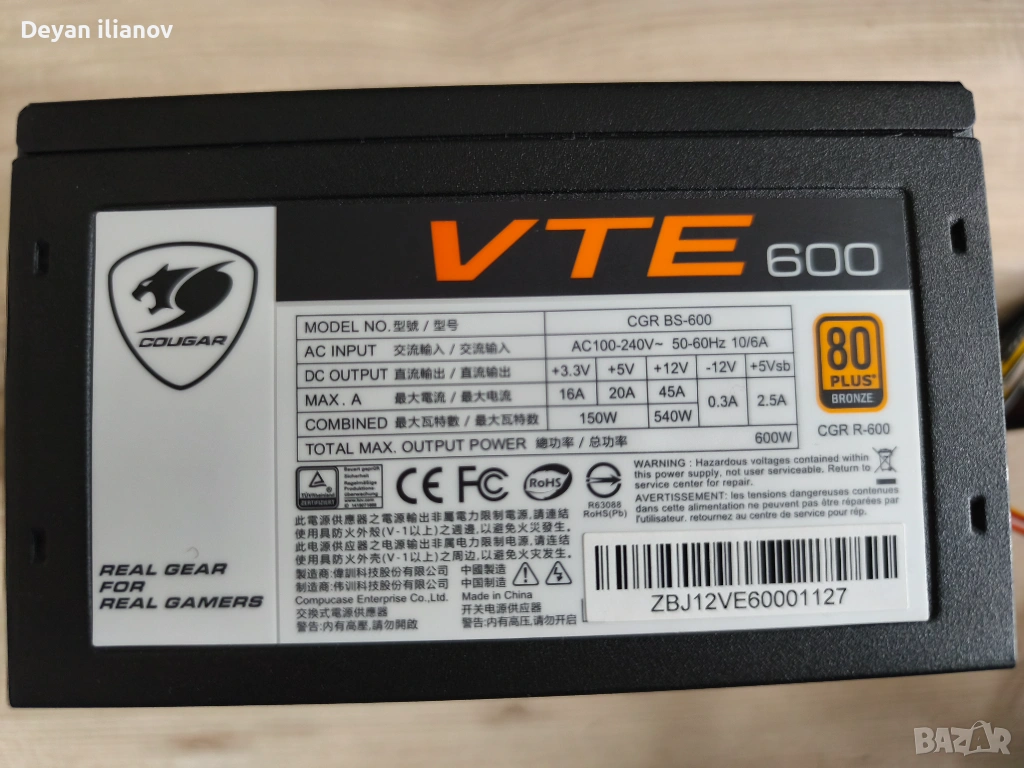 Deyan ilianov
VTE 600
COUGAR
REAL GEAR
FOR
REAL GAMERS
MODEL NO. 型號 / 型号 CGR BS-600
AC INPUT 交流輸入 / 交流输入 AC100-240V~ 50-60Hz 10/6A
DC OUTPUT 直流輸出 / 直流输出 +3.3V +5V +12V -12V +5Vsb
MAX. A 最大電流 / 最大电流 16A 20A 45A 0.3A 2.5A
COMBINED 最大瓦特數 / 最大瓦特数 150W 540W
TOTAL MAX. OUTPUT POWER 總功率 / 总功率 600W
80
PLUS
BRONZE
CGR R-600
CE FC RoHS
R63088
RoHS(Pb)
WARNING : Hazardous voltages contained within
this power supply, not user serviceable. Return to
service center for repair.
AVERTISSEMENT: les tensions dangereuses contenues
dans cette alimentation ne peuvent être réparés par
l'utilisateur. retournez au centre de service pour rép.
此電源供應器之電源輸出非屬電力限制電源,請連結
使用具防火外殼(V-1以上)之週邊,以避免火災發生。
此电源供应器之电源输出非属电力限制电源,请连结
使用具防火外壳(V-1以上)之周边,以避免火灾发生。
製造商:偉訓科技股份有限公司 中國製造
制造商:伟训科技股份有限公司 中国制造
Compucase Enterprise Co.,Ltd. Made in China
交換式電源供應器 开关电源供应器
警告:內有高壓,請勿開啟 警告:内有高压,请勿开启
ZBJ12VE60001127
BAZAR